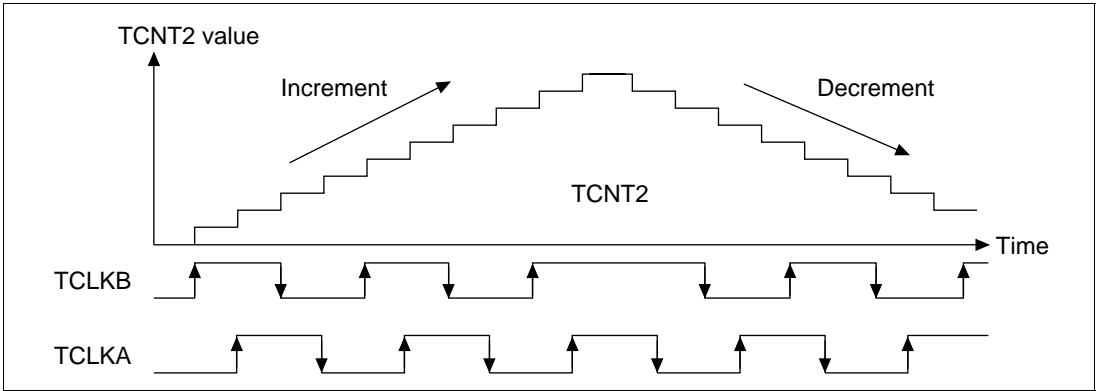 TCNT2 value
Increment
Decrement
TCNT2
Time
TCLKB
TCLKA